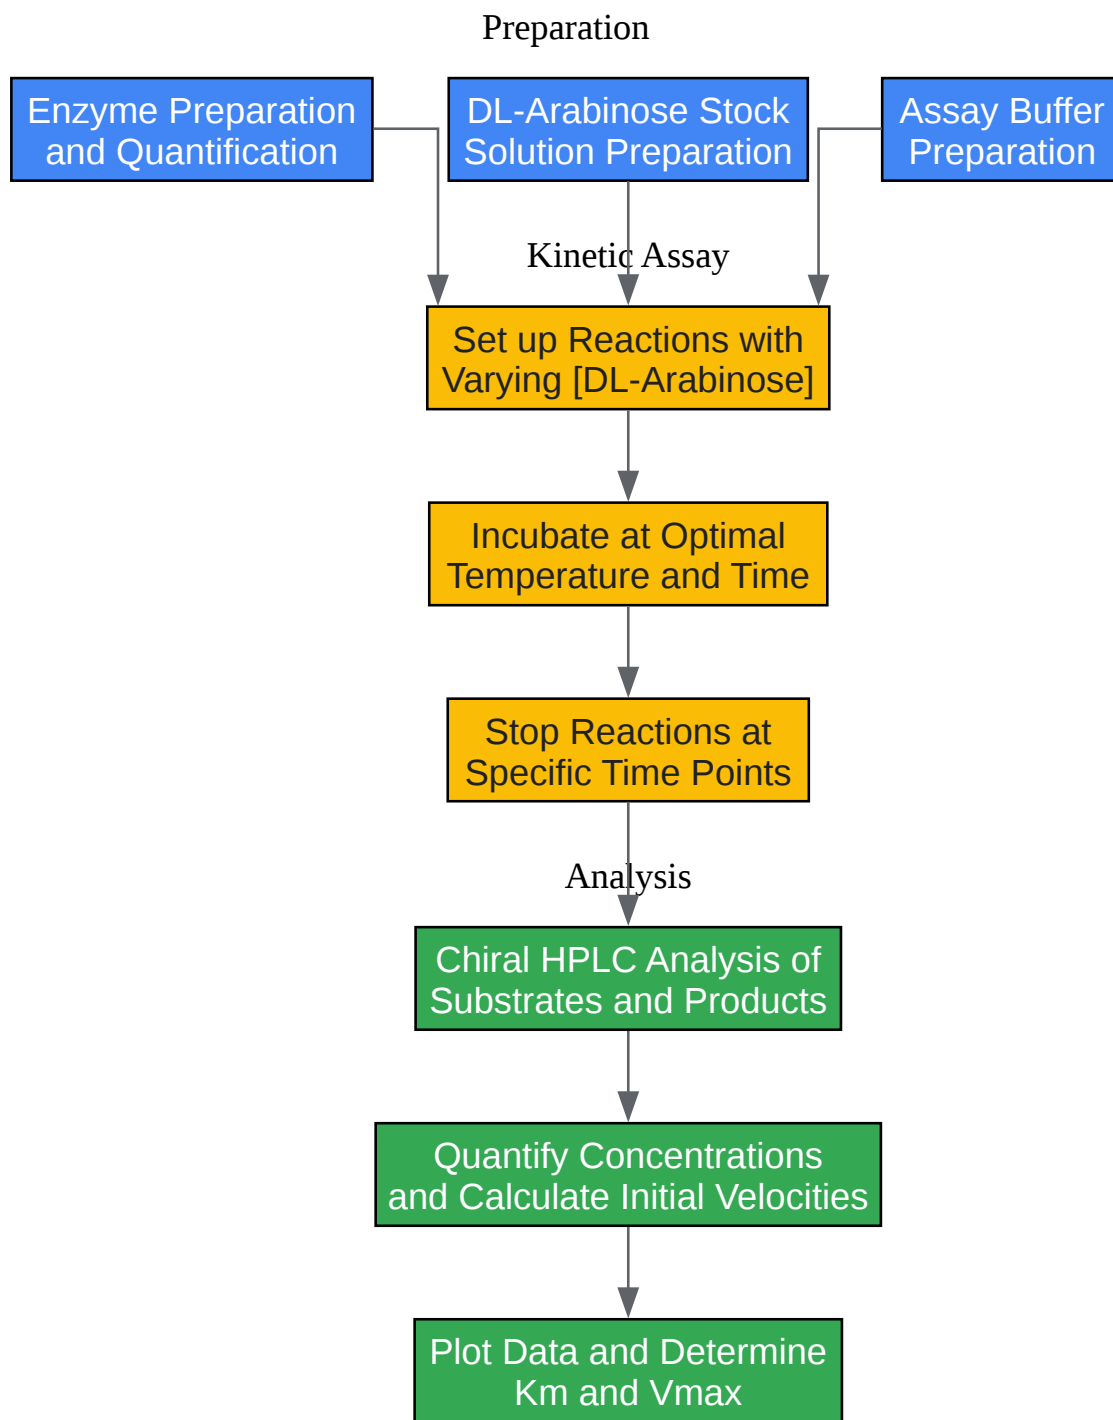 Preparation
Enzyme Preparation
and Quantification
DL-Arabinose Stock
Solution Preparation
Assay Buffer
Preparation
Kinetic Assay
Set up Reactions with
Varying [DL-Arabinose]
Incubate at Optimal
Temperature and Time
Stop Reactions at
Specific Time Points
Analysis
Chiral HPLC Analysis of
Substrates and Products
Quantify Concentrations
and Calculate Initial Velocities
Plot Data and Determine
Km and Vmax